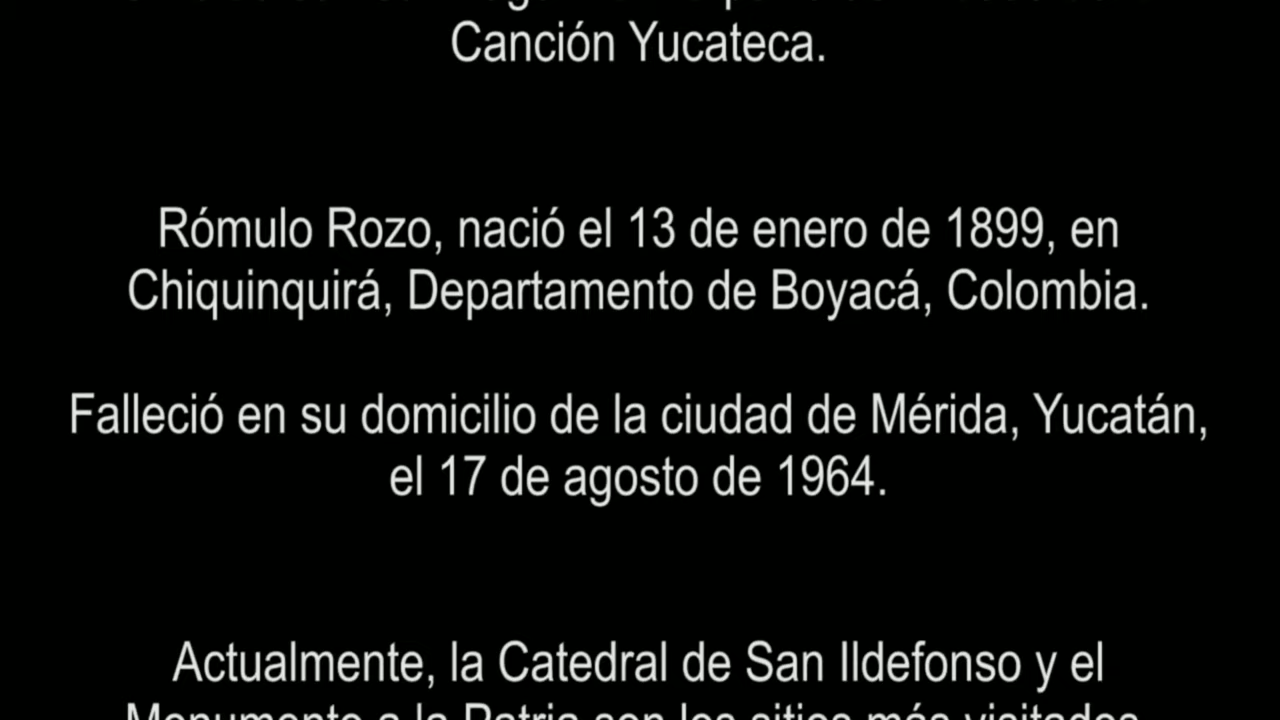 Canción Yucateca.
Rómulo Rozo, nació el 13 de enero de 1899, en
Chiquinquirá, Departamento de Boyacá, Colombia.
Falleció en su domicilio de la ciudad de Mérida, Yucatán,
el 17 de agosto de 1964.
Actualmente, la Catedral de San Ildefonso y el
Monumento a la Patria son los sitios más visitados